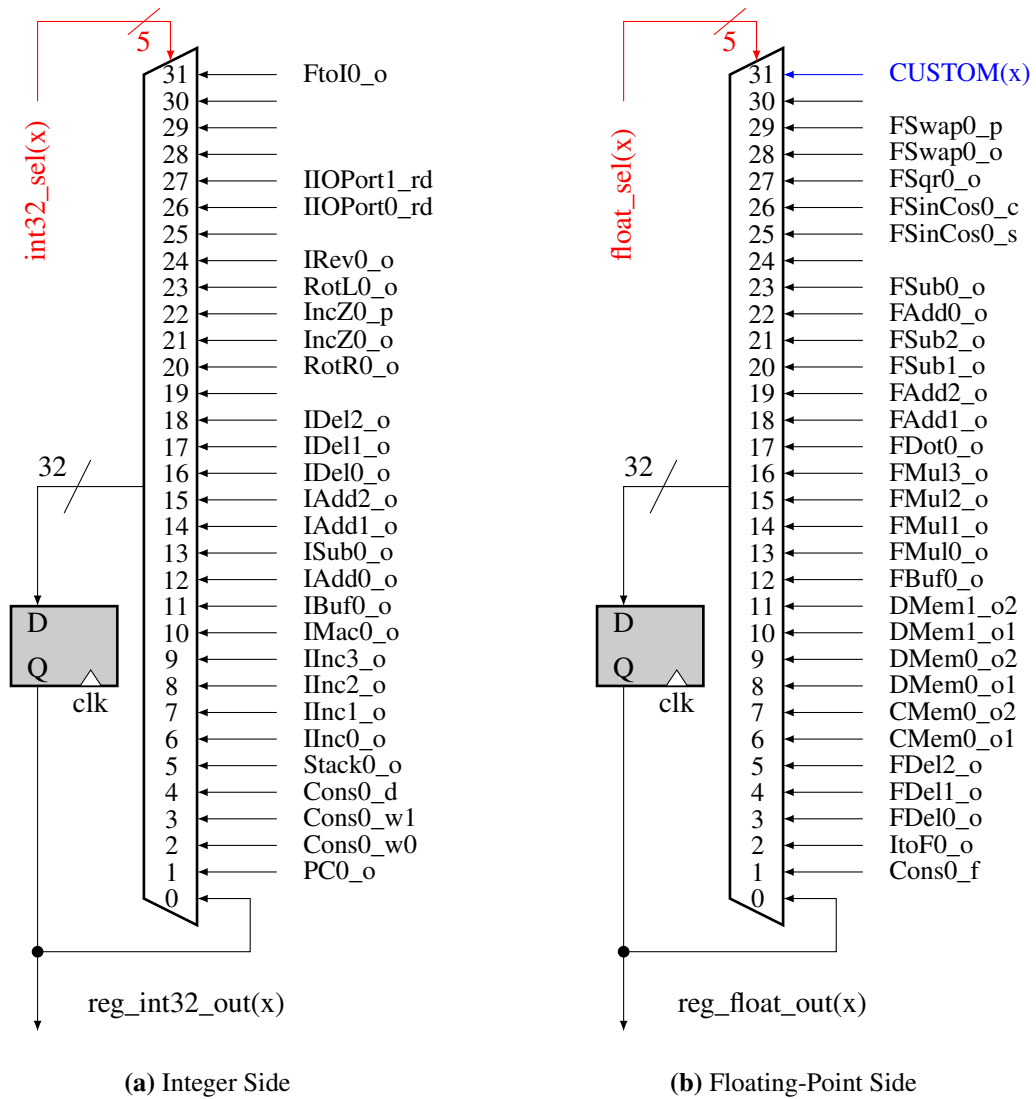 5
31 FtoI0_o
30
29
28
27 IIOPort1_rd
26 IIOPort0_rd
25
24 IRev0_o
23 RotL0_o
22 IncZ0_p
21 IncZ0_o
20 RotR0_o
19
18 IDel2_o
17 IDel1_o
16 IDel0_o
15 IAdd2_o
14 IAdd1_o
13 ISub0_o
12 IAdd0_o
11 IBuf0_o
10 IMac0_o
9 IInc3_o
8 IInc2_o
7 IInc1_o
6 IInc0_o
5 Stack0_o
4 Cons0_d
3 Cons0_w1
2 Cons0_w0
1 PC0_o
0
int32_sel(x)
32
D
Q
clk
reg_int32_out(x)
(a) Integer Side
5
31 CUSTOM(x)
30
29 FSwap0_p
28 FSwap0_o
27 FSqr0_o
26 FSinCos0_c
25 FSinCos0_s
24
23 FSub0_o
22 FAdd0_o
21 FSub2_o
20 FSub1_o
19 FAdd2_o
18 FAdd1_o
17 FDot0_o
16 FMul3_o
15 FMul2_o
14 FMul1_o
13 FMul0_o
12 FBuf0_o
11 DMem1_o2
10 DMem1_o1
9 DMem0_o2
8 DMem0_o1
7 CMem0_o2
6 CMem0_o1
5 FDel2_o
4 FDel1_o
3 FDel0_o
2 ItoF0_o
1 Cons0_f
0
float_sel(x)
32
D
Q
clk
reg_float_out(x)
(b) Floating-Point Side